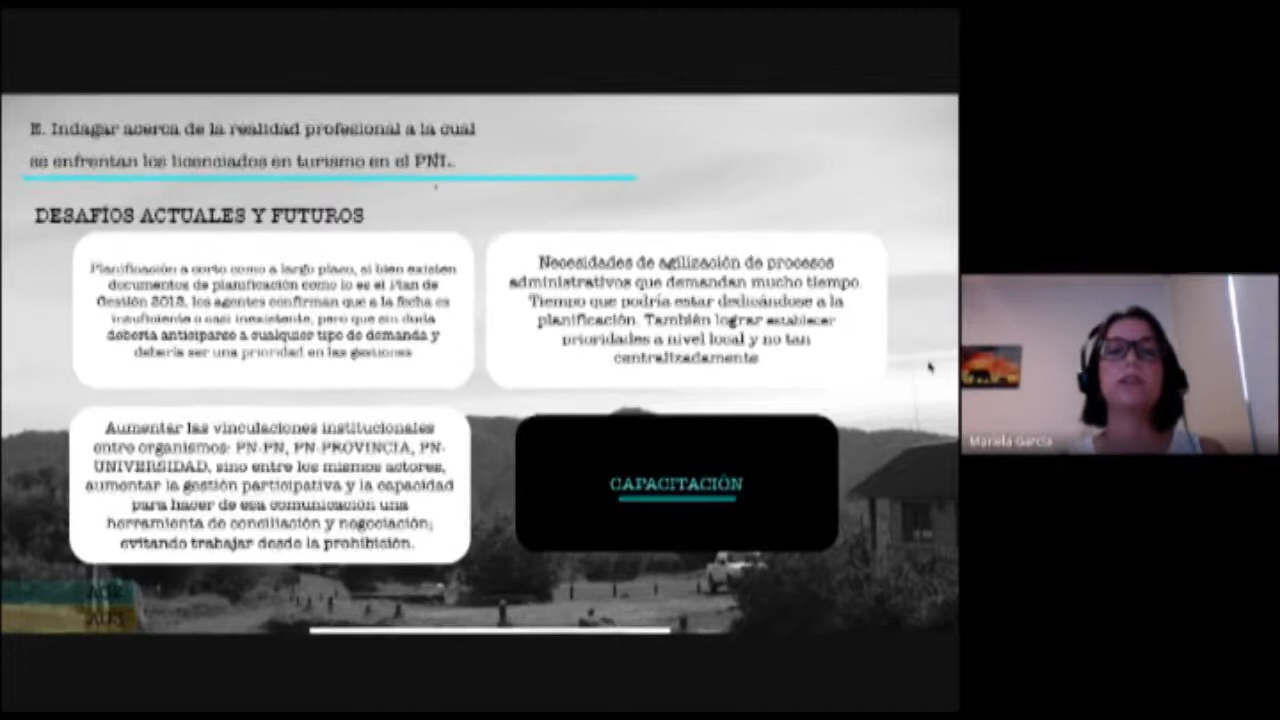 E. Indagar acerca de la realidad profesional a la cual
se enfrentan los licenciados en turismo en el PNL.
DESAFÍOS ACTUALES Y FUTUROS
Planificación a corto como a largo plazo, si bien existen
documentos de planificación como lo es el Plan de
Gestión 2012, los agentes confirman que a la fecha es
insuficiente o casi inexistente, pero que sin duda
debería anticiparse a cualquier tipo de demanda y
debería ser una prioridad en las gestiones
Necesidades de agilización de procesos
administrativos que demandan mucho tiempo.
Tiempo que podría estar dedicándose a la
planificación. También lograr establecer
prioridades a nivel local y no tan
centralizadamente
Aumentar las vinculaciones institucionales
entre organismos: PN-PN, PN-PROVINCIA, PN-
UNIVERSIDAD, sino entre los mismos actores,
aumentar la gestión participativa y la capacidad
para hacer de esa comunicación una
herramienta de conciliación y negociación;
evitando trabajar desde la prohibición.
CAPACITACIÓN
Mariela García